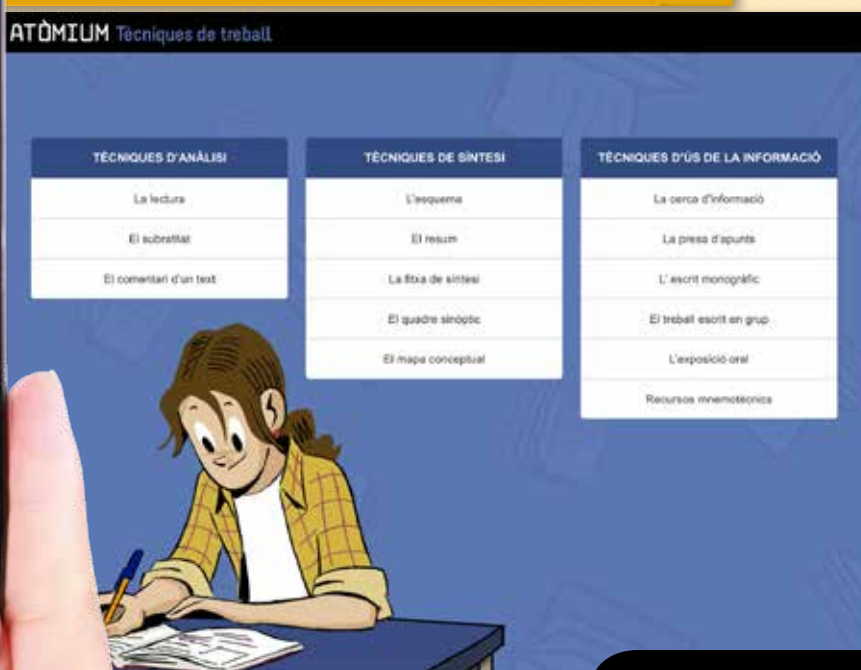 ATÒMIUM Tècniques de treball
TÈCNIQUES D'ANÀLISI
La lectura
El subratllat
El comentari d'un text
TÈCNIQUES DE SÍNTESI
L'esquema
El resum
La fitxa de síntesi
El quadre sinòptic
El mapa conceptual
TÈCNIQUES D'ÚS DE LA INFORMACIÓ
La cerca d'informació
La presa d'apunts
L' escrit monogràfic
El treball escrit en grup
L'exposició oral
Recursos mnemotècnics